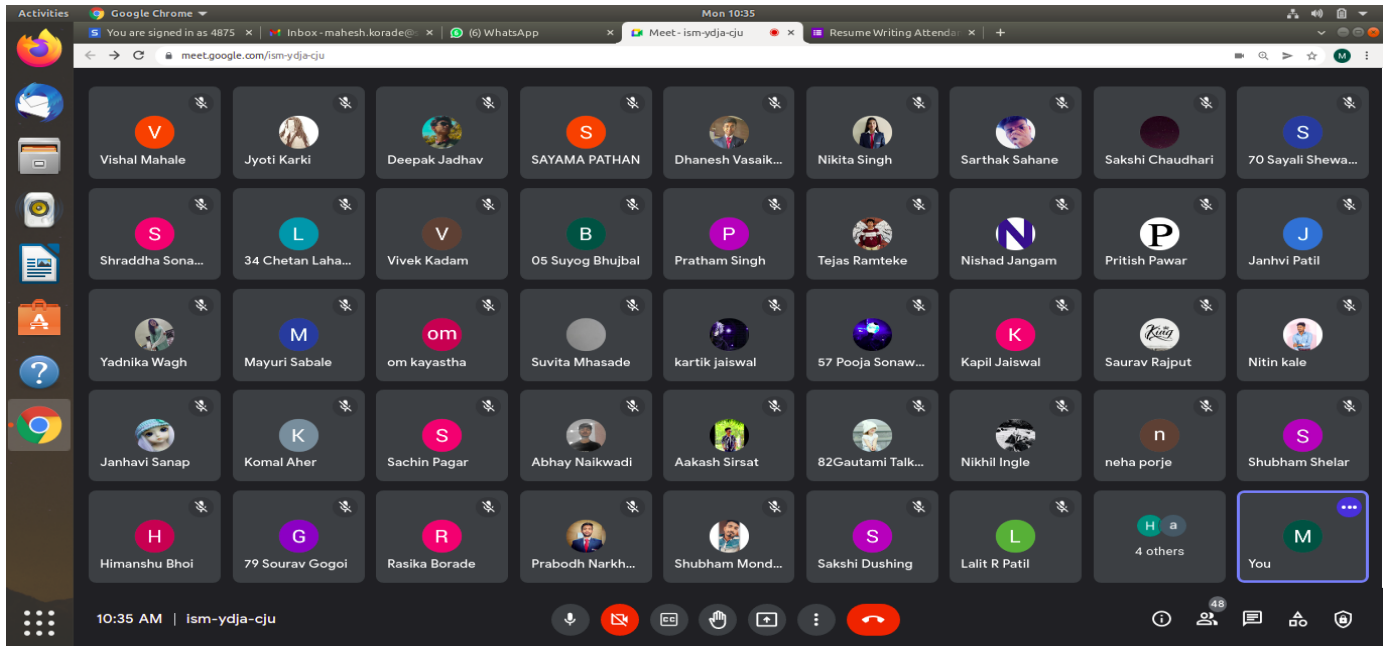 Activities Google Chrome Mon 10:35
You are signed in as 4875 Inbox - mahesh.korade@ (6) WhatsApp Meet - ism-ydja-cju Resume Writing Attendan
meet.google.com/ism-ydja-cju M
V S S
Vishal Mahale Jyoti Karki Deepak Jadhav SAYAMA PATHAN Dhanesh Vasaik... Nikita Singh Sarthak Sahane Sakshi Chaudhari 70 Sayali Shewa...
S L V B P N P J
Shraddha Sona... 34 Chetan Laha... Vivek Kadam 05 Suyog Bhujbal Pratham Singh Tejas Ramteke Nishad Jangam Pritish Pawar Janhvi Patil
M om K King
Yadnika Wagh Mayuri Sabale om kayastha Suvita Mhasade kartik jaiswal 57 Pooja Sonaw... Kapil Jaiswal Saurav Rajput Nitin kale
K S n S
Janhavi Sanap Komal Aher Sachin Pagar Abhay Naikwadi Aakash Sirsat 82Gautami Talk... Nikhil Ingle neha porje Shubham Shelar
H G R S L H a M
Himanshu Bhoi 79 Sourav Gogoi Rasika Borade Prabodh Narkh... Shubham Mond... Sakshi Dushing Lalit R Patil 4 others You
10:35 AM | ism-ydja-cju CC 48